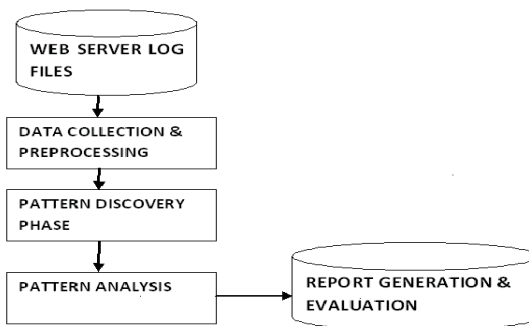 WEB SERVER LOG
FILES
DATA COLLECTION &
PREPROCESSING
PATTERN DISCOVERY
PHASE
PATTERN ANALYSIS
REPORT GENERATION &
EVALUATION